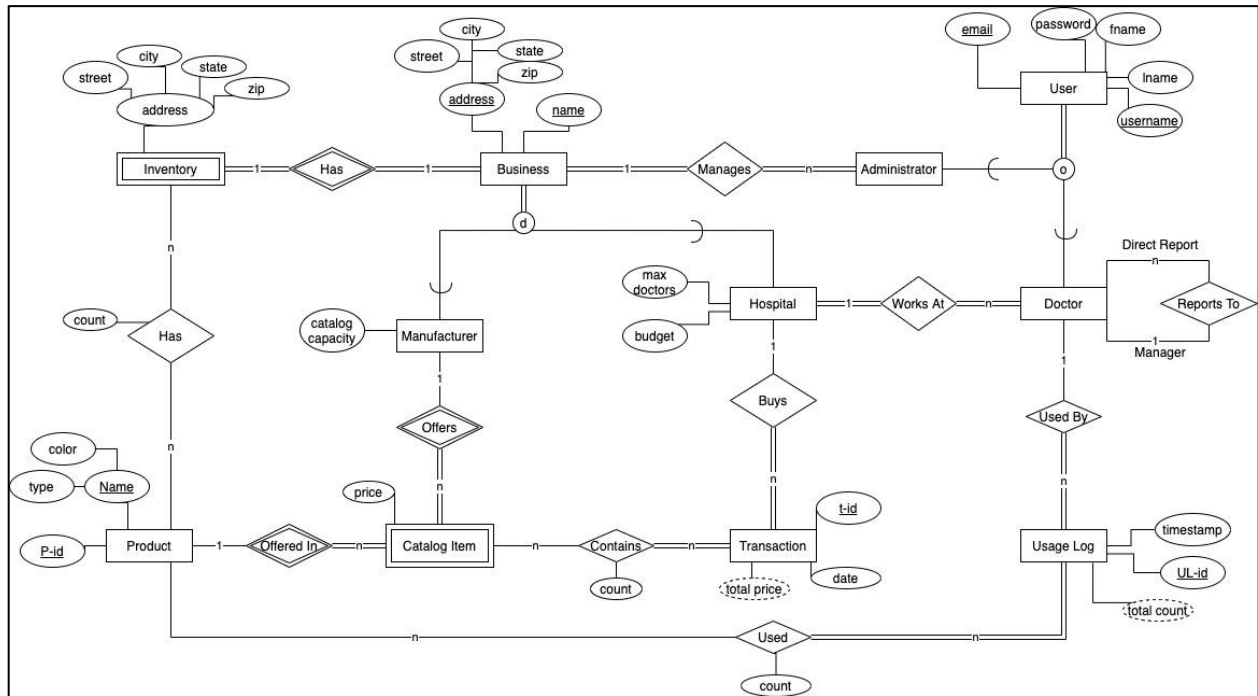 city
street
state
zip
address
city
street
state
zip
address
name
email
password
fname
lname
username
User
Inventory
1
Has
1
Business
1
Manages
n
Administrator
o
d
n
count
Has
n
max
doctors
budget
Hospital
1
Works At
n
Doctor
Direct Report
n
Reports To
1
Manager
catalog
capacity
Manufacturer
1
Offers
n
1
Buys
n
1
Used By
n
color
type
Name
P-id
Product
1
Offered In
n
price
Catalog Item
n
Contains
n
count
Transaction
t-id
date
total price
Usage Log
timestamp
UL-id
total count
n
Used
n
count